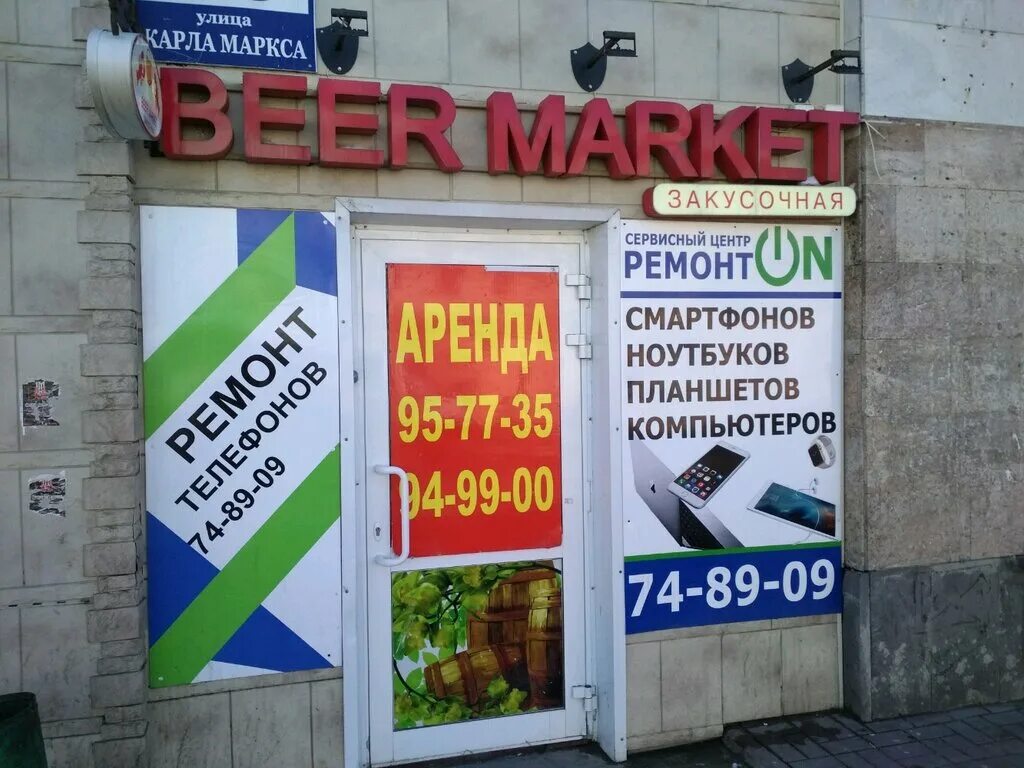 улица
КАРЛА МАРКСА
BEER MARKET
ЗАКУСОЧНАЯ
РЕМОНТ
ТЕЛЕФОНОВ
74-89-09
АРЕНДА
95-77-35
94-99-00
СЕРВИСНЫЙ ЦЕНТР
РЕМОНТ ON
СМАРТФОНОВ
НОУТБУКОВ
ПЛАНШЕТОВ
КОМПЬЮТЕРОВ
74-89-09